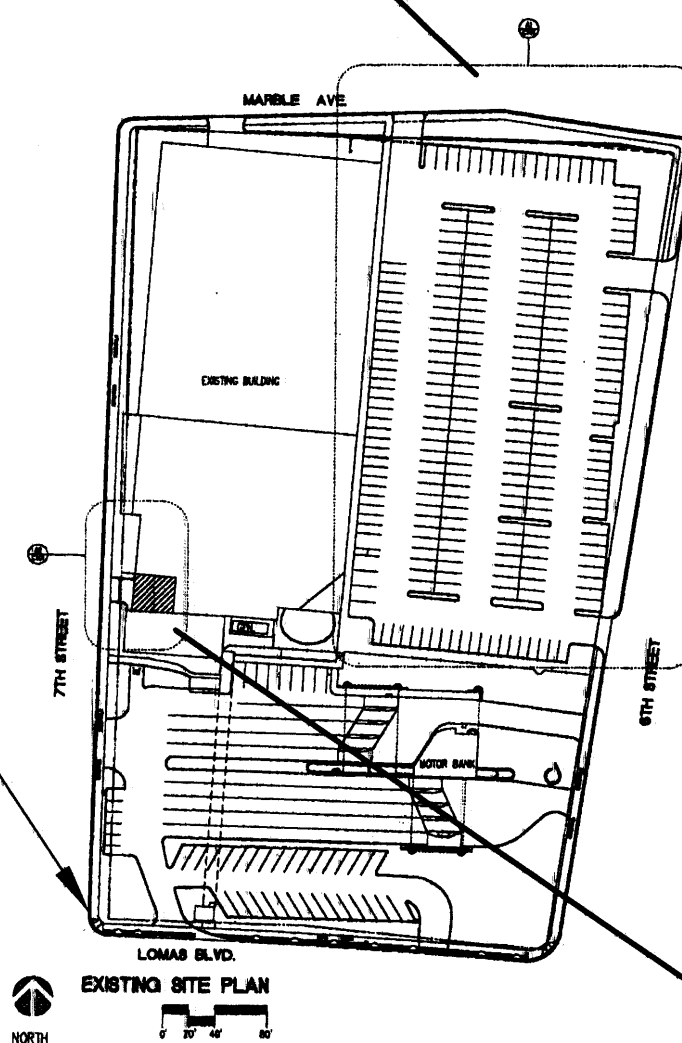 MARBLE AVE
EXISTING BUILDING
7TH STREET
6TH STREET
MOTOR BANK
LOMAS BLVD.
EXISTING SITE PLAN
NORTH
0' 20' 40' 80'